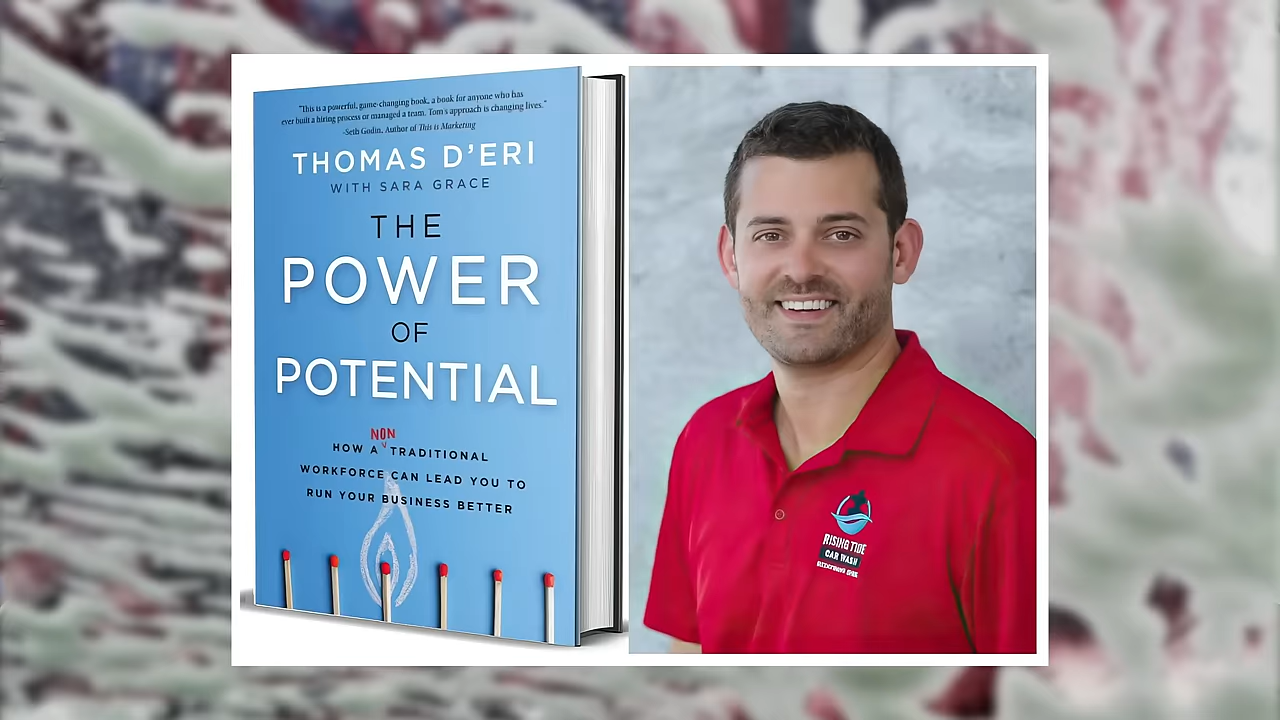 "This is a powerful, game-changing book, a book for anyone who has
ever built a hiring process or managed a team. Tom's approach is changing lives."
-Seth Godin, Author of This is Marketing
THOMAS D'ERI
WITH SARA GRACE
THE
POWER
OF
POTENTIAL
NON
HOW A TRADITIONAL
WORKFORCE CAN LEAD YOU TO
RUN YOUR BUSINESS BETTER
RISING TIDE
CAR WASH